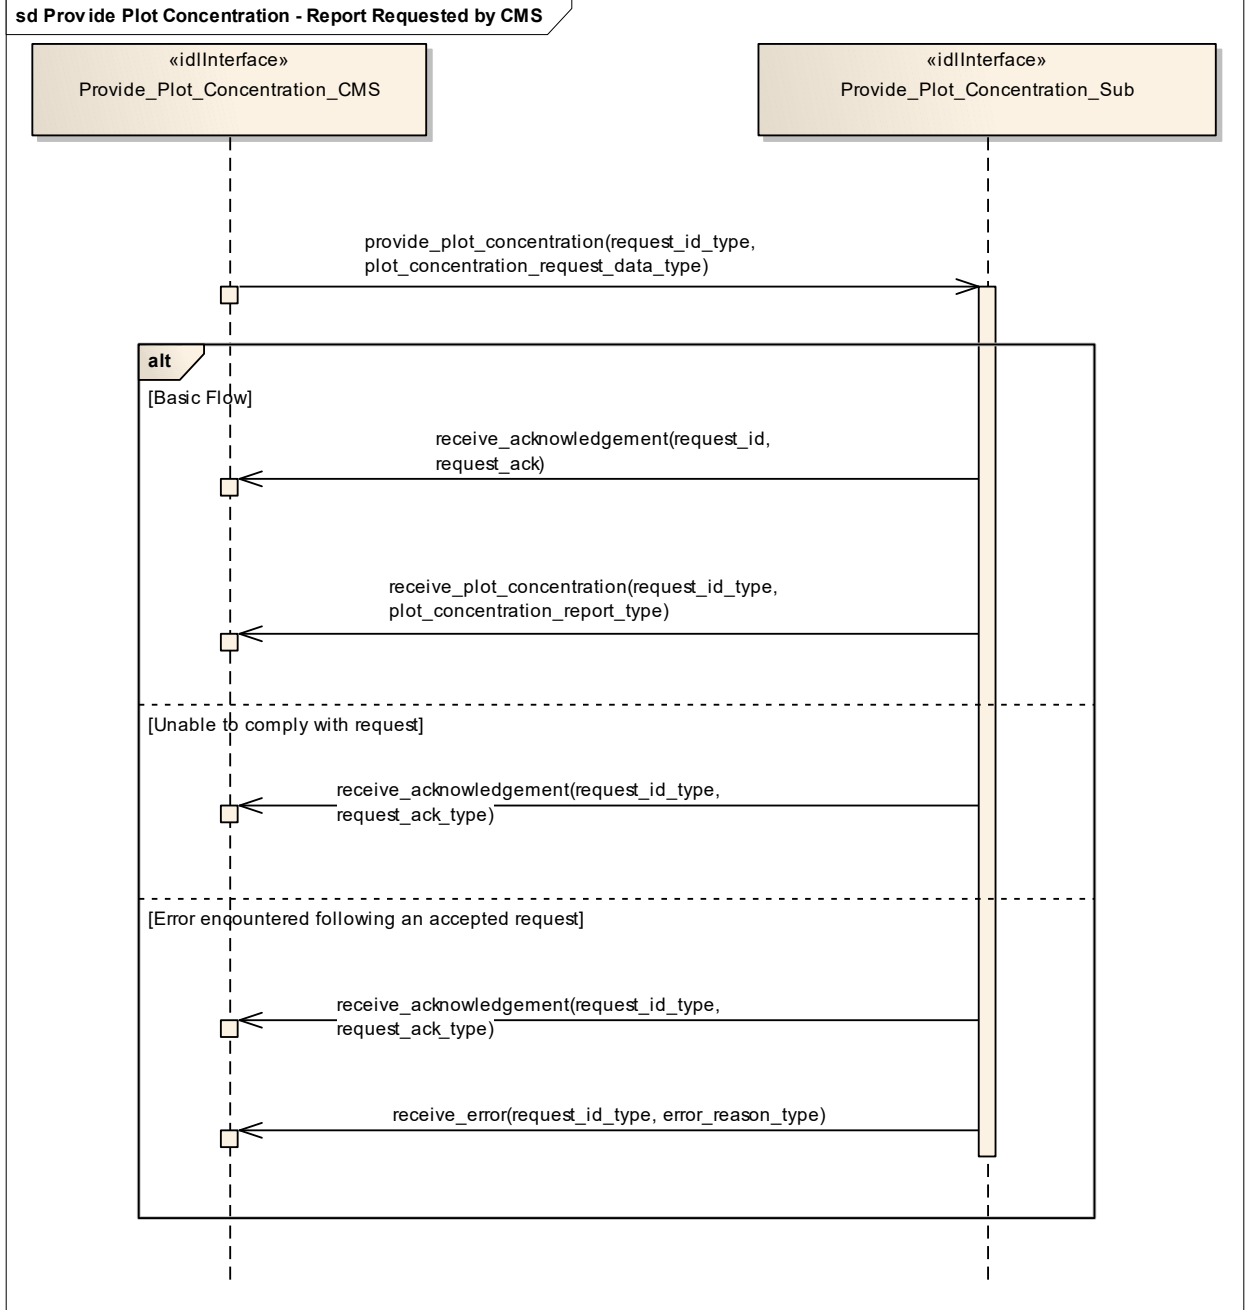 sd Provide Plot Concentration - Report Requested by CMS
«idlInterface»
Provide_Plot_Concentration_CMS
«idlInterface»
Provide_Plot_Concentration_Sub
provide_plot_concentration(request_id_type,
plot_concentration_request_data_type)
alt
[Basic Flow]
receive_acknowledgement(request_id,
request_ack)
receive_plot_concentration(request_id_type,
plot_concentration_report_type)
[Unable to comply with request]
receive_acknowledgement(request_id_type,
request_ack_type)
[Error encountered following an accepted request]
receive_acknowledgement(request_id_type,
request_ack_type)
receive_error(request_id_type, error_reason_type)